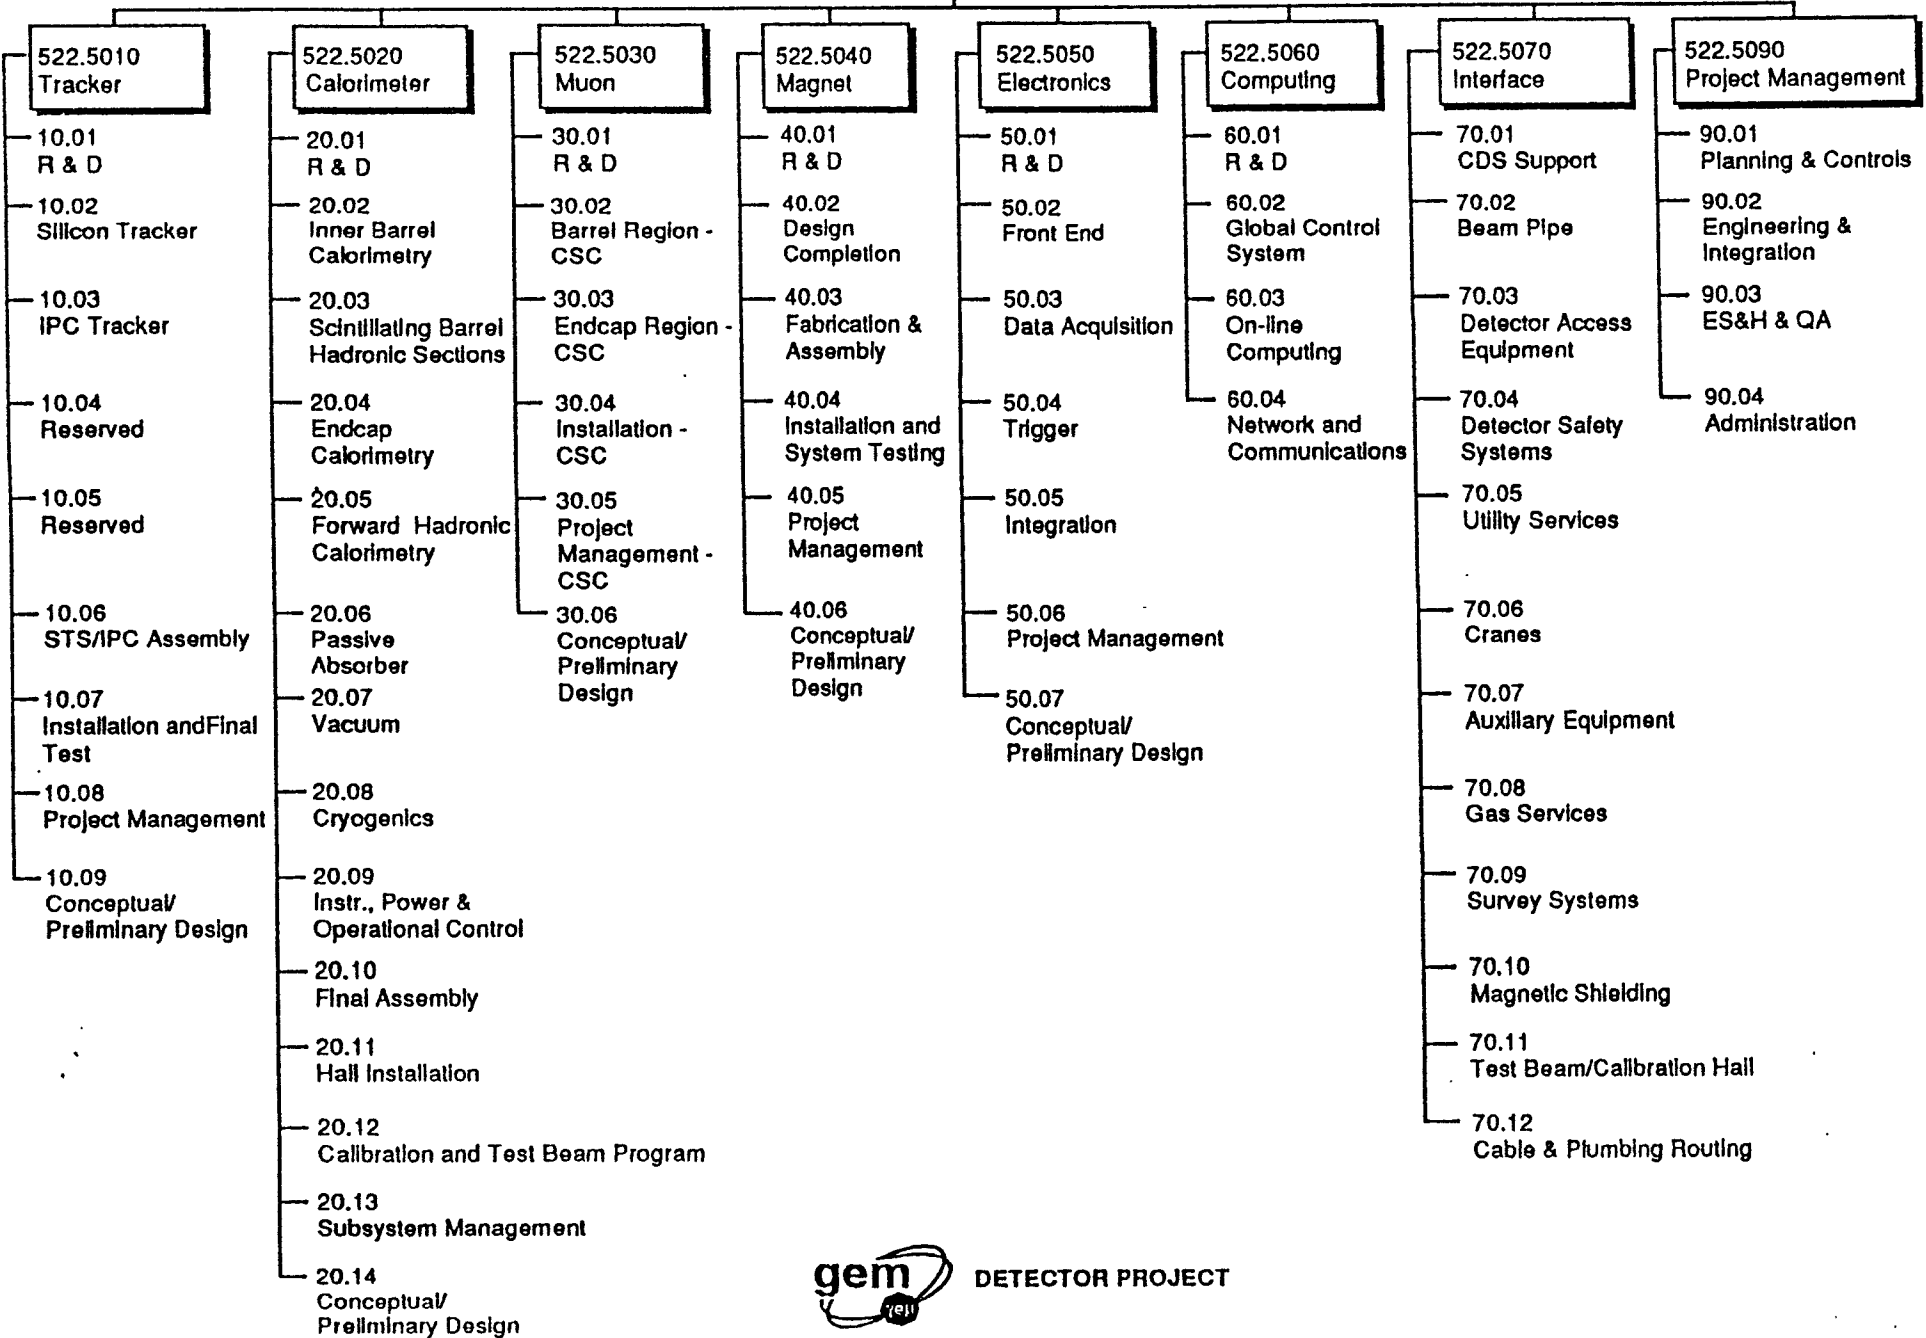 522.5010
Tracker
10.01
R & D
10.02
Silicon Tracker
10.03
IPC Tracker
10.04
Reserved
10.05
Reserved
10.06
STS/IPC Assembly
10.07
Installation andFinal
Test
10.08
Project Management
10.09
Conceptual/
Preliminary Design
522.5020
Calorimeter
20.01
R & D
20.02
Inner Barrel
Calorimetry
20.03
Scintillating Barrel
Hadronic Sections
20.04
Endcap
Calorimetry
20.05
Forward Hadronic
Calorimetry
20.06
Passive
Absorber
20.07
Vacuum
20.08
Cryogenics
20.09
Instr., Power &
Operational Control
20.10
Final Assembly
20.11
Hall Installation
20.12
Calibration and Test Beam Program
20.13
Subsystem Management
20.14
Conceptual/
Preliminary Design
522.5030
Muon
30.01
R & D
30.02
Barrel Region -
CSC
30.03
Endcap Region -
CSC
30.04
Installation -
CSC
30.05
Project
Management -
CSC
30.06
Conceptual/
Preliminary
Design
522.5040
Magnet
40.01
R & D
40.02
Design
Completion
40.03
Fabrication &
Assembly
40.04
Installation and
System Testing
40.05
Project
Management
40.06
Conceptual/
Preliminary
Design
522.5050
Electronics
50.01
R & D
50.02
Front End
50.03
Data Acquisition
50.04
Trigger
50.05
Integration
50.06
Project Management
50.07
Conceptual/
Preliminary Design
522.5060
Computing
60.01
R & D
60.02
Global Control
System
60.03
On-line
Computing
60.04
Network and
Communications
522.5070
Interface
70.01
CDS Support
70.02
Beam Pipe
70.03
Detector Access
Equipment
70.04
Detector Safety
Systems
70.05
Utility Services
70.06
Cranes
70.07
Auxiliary Equipment
70.08
Gas Services
70.09
Survey Systems
70.10
Magnetic Shielding
70.11
Test Beam/Calibration Hall
70.12
Cable & Plumbing Routing
522.5090
Project Management
90.01
Planning & Controls
90.02
Engineering &
Integration
90.03
ES&H & QA
90.04
Administration
gem
DETECTOR PROJECT